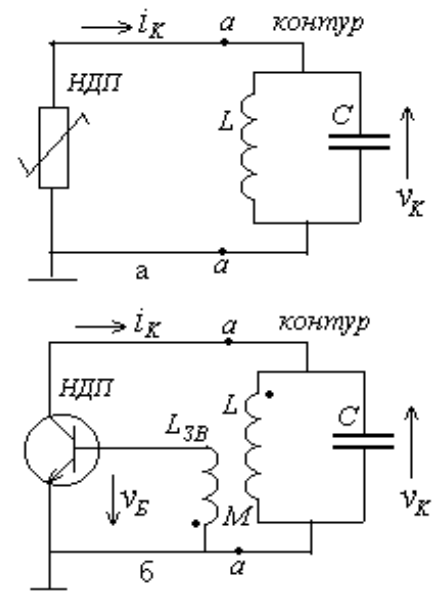 i_K a контур
НДП
L C
v_K
а a
i_K a контур
НДП
L_ЗВ L C
v_Б M v_K
б a